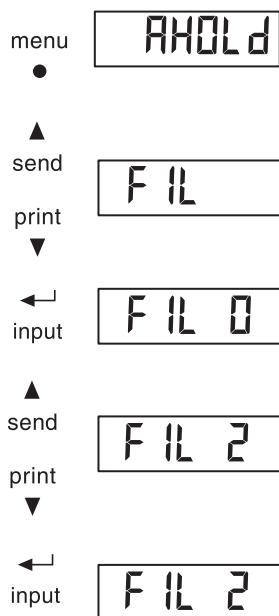 AHOLd
menu
send
FIL
print
FIL 0
input
send
FIL 2
print
FIL 2
input